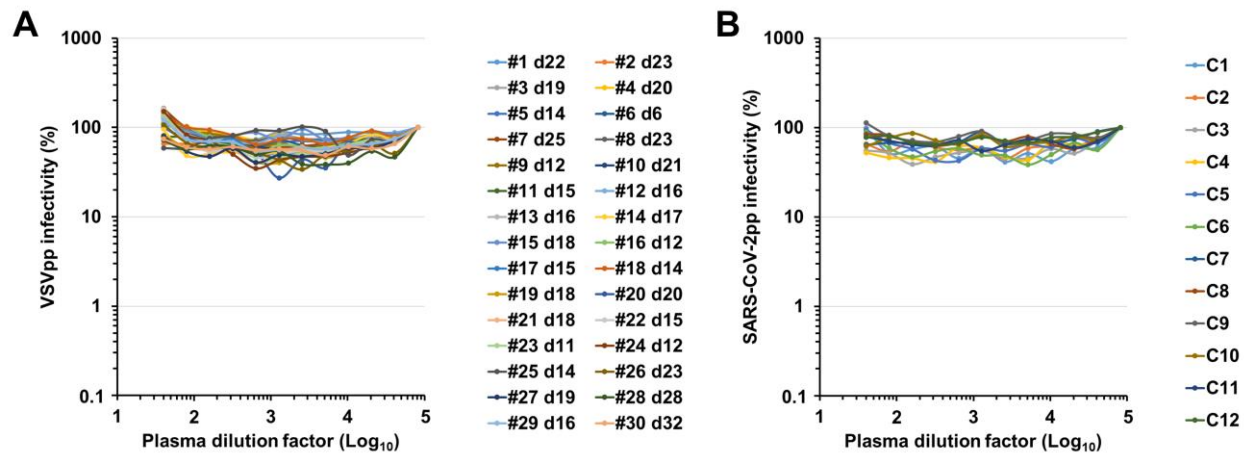 A
VSVpp infectivity (%)
1000
100
10
1
0.1
1 2 3 4 5
Plasma dilution factor (Log10)
#1 d22 #2 d23
#3 d19 #4 d20
#5 d14 #6 d6
#7 d25 #8 d23
#9 d12 #10 d21
#11 d15 #12 d16
#13 d16 #14 d17
#15 d18 #16 d12
#17 d15 #18 d14
#19 d18 #20 d20
#21 d18 #22 d15
#23 d11 #24 d12
#25 d14 #26 d23
#27 d19 #28 d28
#29 d16 #30 d32
B
SARS-CoV-2pp infectivity (%)
1000
100
10
1
0.1
1 2 3 4 5
Plasma dilution factor (Log10)
C1
C2
C3
C4
C5
C6
C7
C8
C9
C10
C11
C12